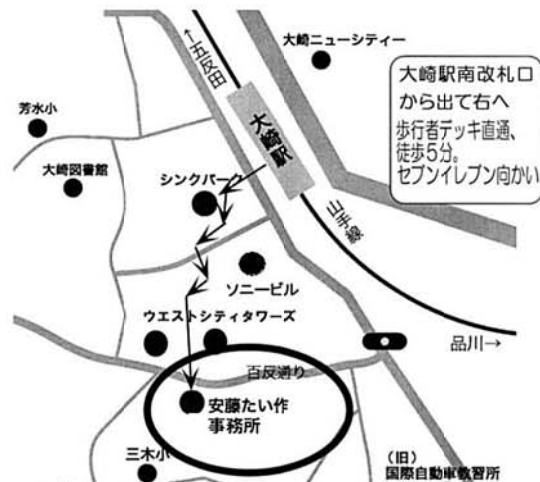 ←五反田
大崎ニューシティー
大崎駅南改札口
から出て右へ
歩行者デッキ直通、
徒歩5分。
セブンイレブン向かい
芳水小
大崎駅
大崎図書館
シンクパーク
山手線
ソニービル
ウエストシティタワーズ
品川→
百反通り
安藤たい作
事務所
三木小
(旧)
国際自動車教習所